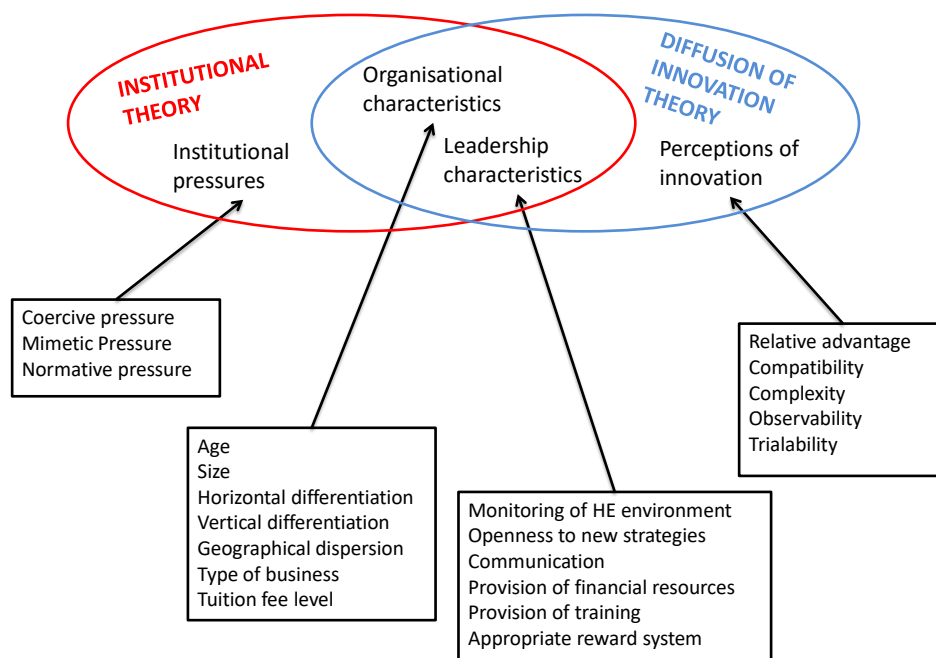 INSTITUTIONAL
THEORY
Institutional
pressures
Organisational
characteristics
Leadership
characteristics
DIFFUSION OF
INNOVATION
THEORY
Perceptions of
innovation
Coercive pressure
Mimetic Pressure
Normative pressure
Age
Size
Horizontal differentiation
Vertical differentiation
Geographical dispersion
Type of business
Tuition fee level
Monitoring of HE environment
Openness to new strategies
Communication
Provision of financial resources
Provision of training
Appropriate reward system
Relative advantage
Compatibility
Complexity
Observability
Trialability